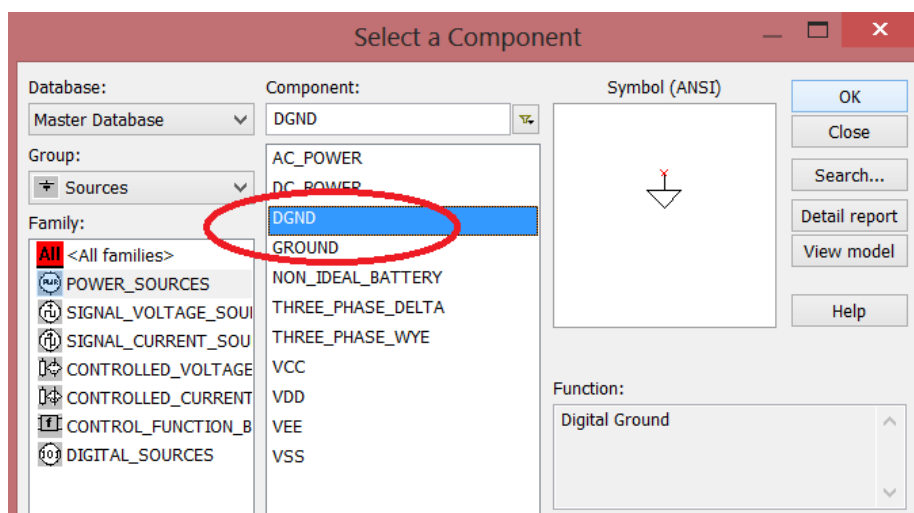 Select a Component
Database:
Master Database
Group:
Sources
Family:
All <All families>
POWER_SOURCES
SIGNAL_VOLTAGE_SOU
SIGNAL_CURRENT_SOU
CONTROLLED_VOLTAGE
CONTROLLED_CURRENT
CONTROL_FUNCTION_B
DIGITAL_SOURCES
Component:
DGND
AC_POWER
DC_POWER
DGND
GROUND
NON_IDEAL_BATTERY
THREE_PHASE_DELTA
THREE_PHASE_WYE
VCC
VDD
VEE
VSS
Symbol (ANSI)
Function:
Digital Ground
OK
Close
Search...
Detail report
View model
Help